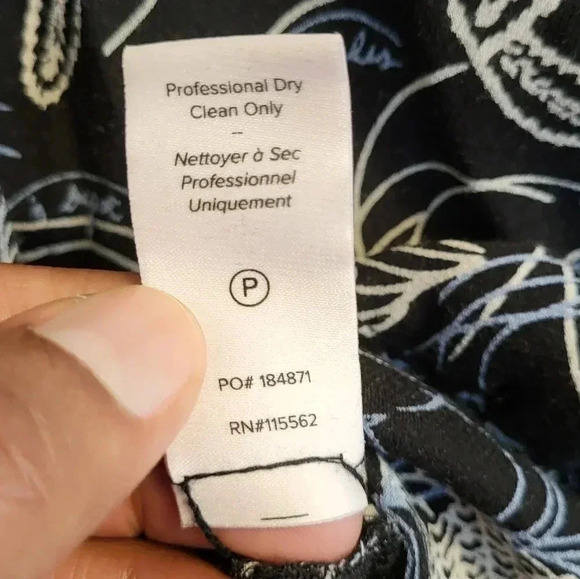 Professional Dry
Clean Only
--
Nettoyer à Sec
Professionnel
Uniquement
P
PO# 184871
RN#115562